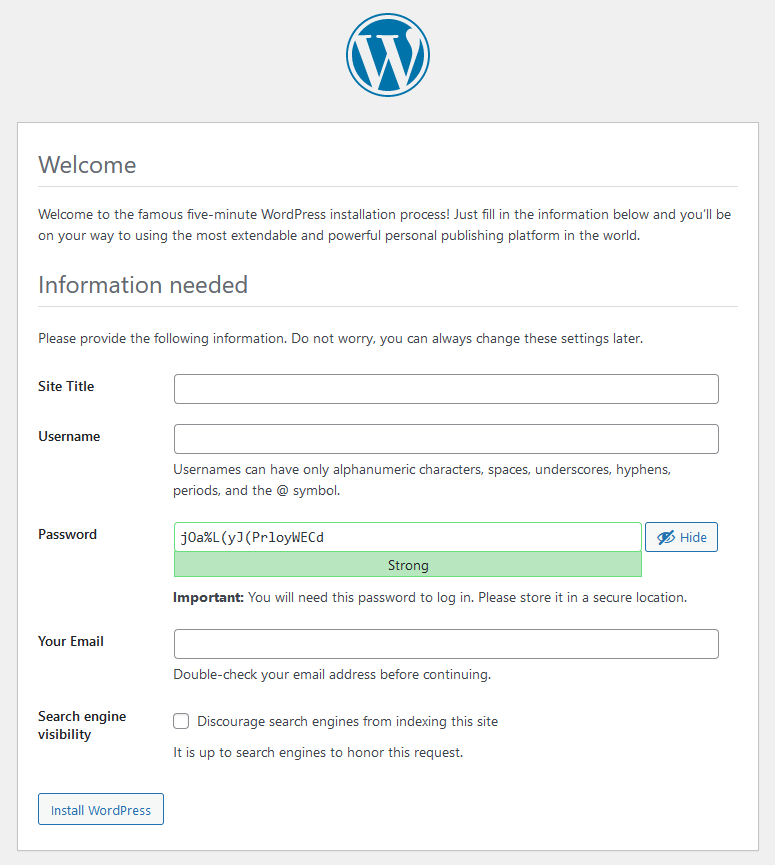 Welcome
Welcome to the famous five-minute WordPress installation process! Just fill in the information below and you’ll be
on your way to using the most extendable and powerful personal publishing platform in the world.
Information needed
Please provide the following information. Do not worry, you can always change these settings later.
Site Title
Username
Usernames can have only alphanumeric characters, spaces, underscores, hyphens,
periods, and the @ symbol.
Password
jOa%L(yJ(PrloyWECd
Hide
Strong
Important: You will need this password to log in. Please store it in a secure location.
Your Email
Double-check your email address before continuing.
Search engine
visibility
Discourage search engines from indexing this site
It is up to search engines to honor this request.
Install WordPress